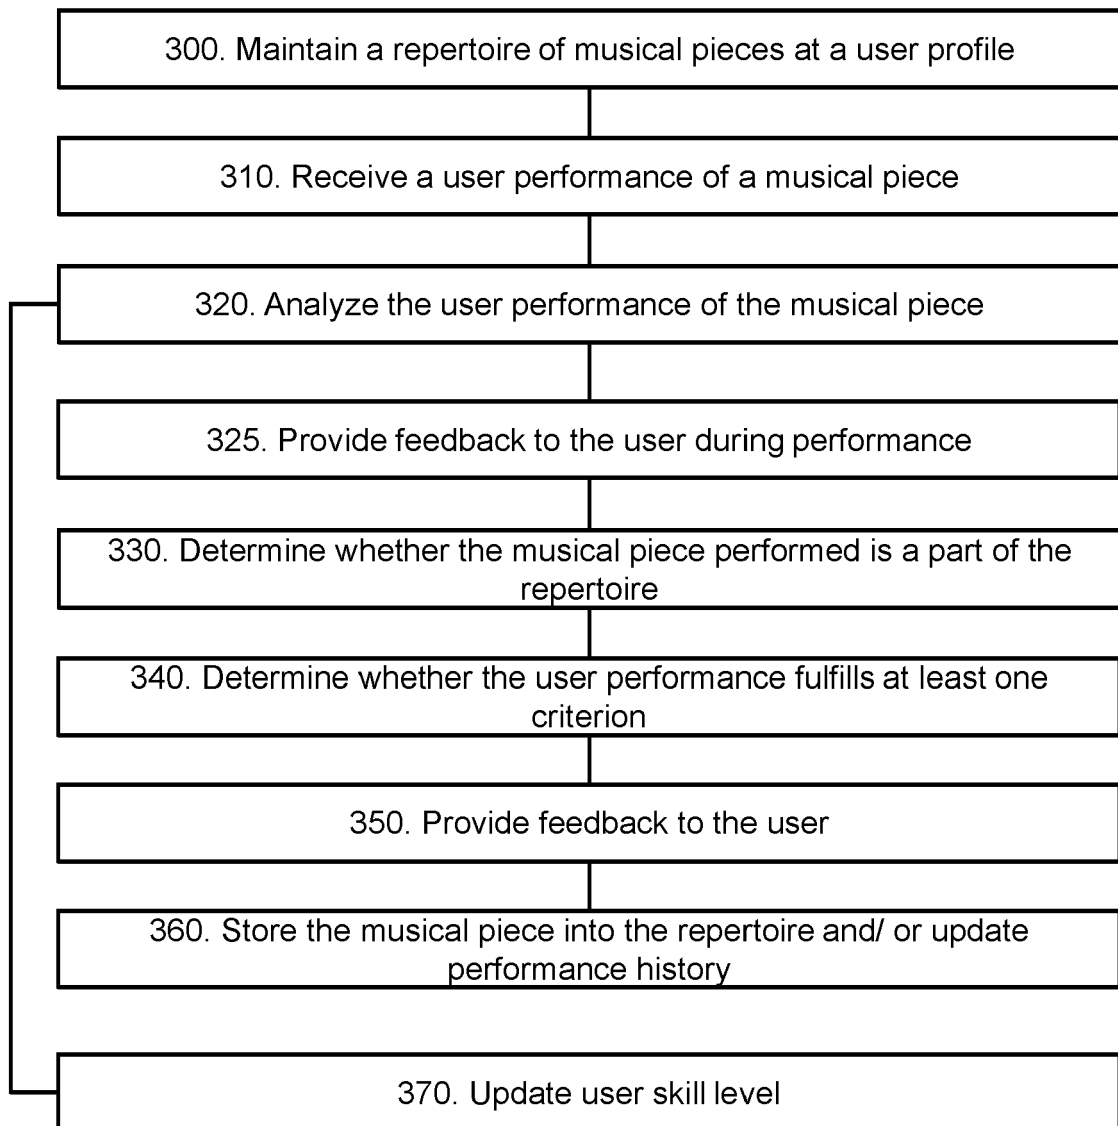 300. Maintain a repertoire of musical pieces at a user profile
310. Receive a user performance of a musical piece
320. Analyze the user performance of the musical piece
325. Provide feedback to the user during performance
330. Determine whether the musical piece performed is a part of the
repertoire
340. Determine whether the user performance fulfills at least one
criterion
350. Provide feedback to the user
360. Store the musical piece into the repertoire and/ or update
performance history
370. Update user skill level